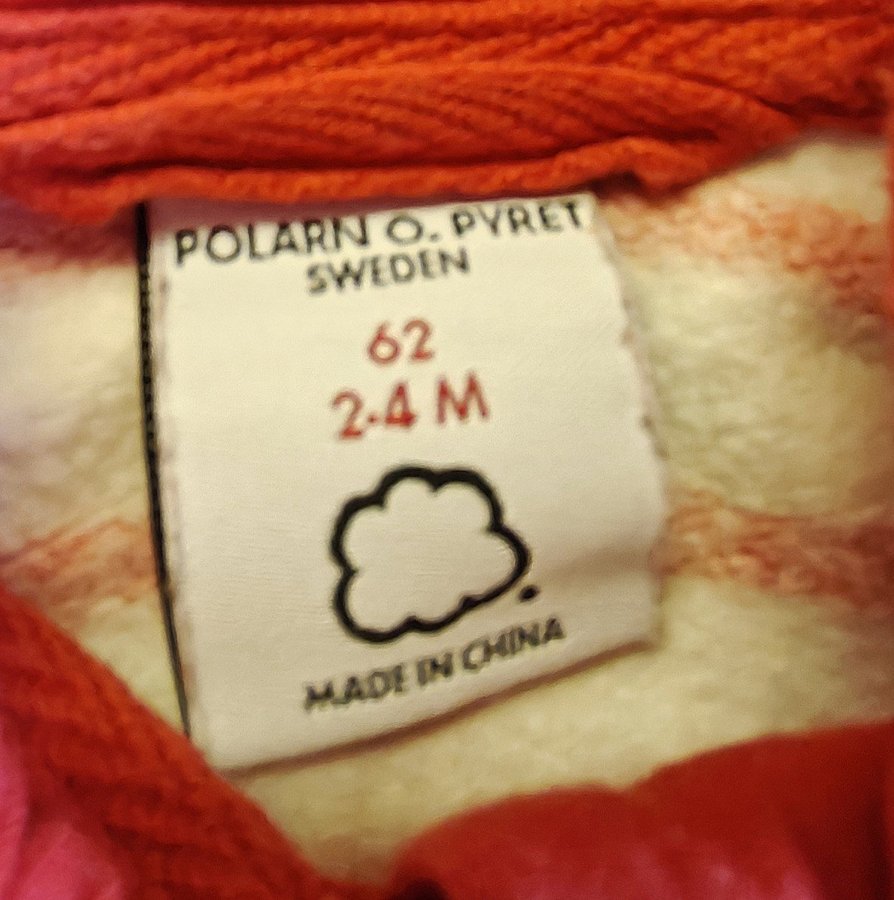 POLARN O. PYRET
SWEDEN
62
2-4 M
MADE IN CHINA